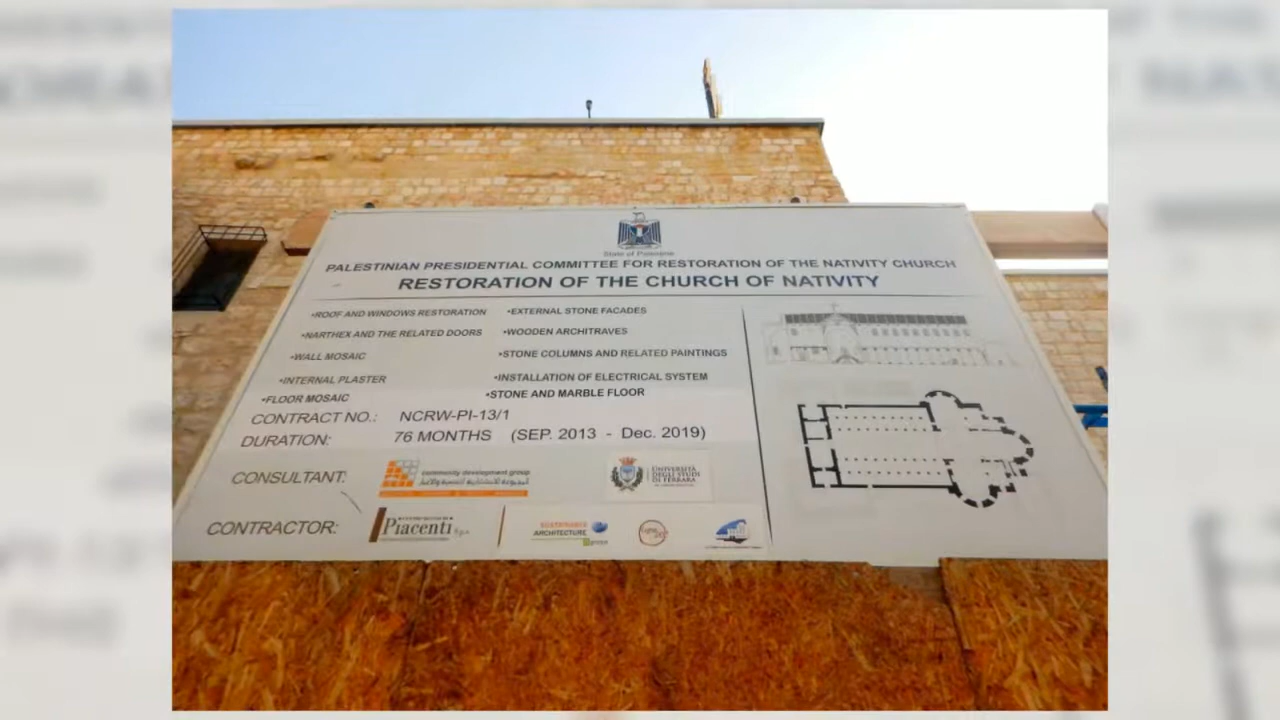 State of Palestine
PALESTINIAN PRESIDENTIAL COMMITTEE FOR RESTORATION OF THE NATIVITY CHURCH
RESTORATION OF THE CHURCH OF NATIVITY
•ROOF AND WINDOWS RESTORATION
•NARTHEX AND THE RELATED DOORS
•WALL MOSAIC
•INTERNAL PLASTER
•FLOOR MOSAIC
•EXTERNAL STONE FACADES
•WOODEN ARCHITRAVES
•STONE COLUMNS AND RELATED PAINTINGS
•INSTALLATION OF ELECTRICAL SYSTEM
•STONE AND MARBLE FLOOR
CONTRACT NO.: NCRW-PI-13/1
DURATION: 76 MONTHS (SEP. 2013 - Dec. 2019)
CONSULTANT:
community development group
UNIVERSITÀ
DEGLI STUDI
DI FERRARA
CONTRACTOR:
Piacenti S.p.A
SUSTAINABLE
ARCHITECTURE